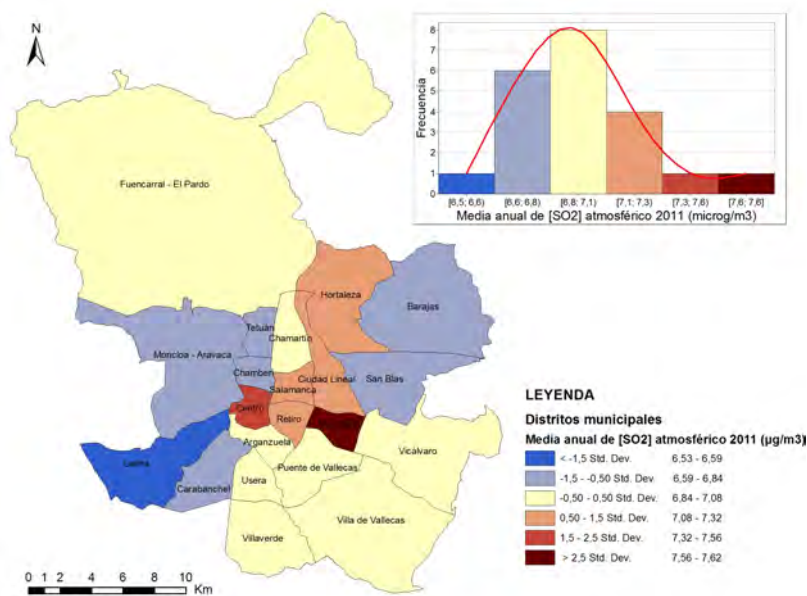 N
8
7
6
5
4
3
2
1
0
Frecuencia
[6,5; 6,6)
[6,6; 6,8)
[6,8; 7,1)
[7,1; 7,3)
[7,3; 7,6)
[7,6; 7,6]
Media anual de [SO2] atmosférico 2011 (microg/m3)
Fuencarral - El Pardo
Hortaleza
Barajas
Tetuán
Chamartín
Moncloa - Aravaca
Chamberí
Ciudad Lineal
San Blas
Salamanca
Centro
Retiro
Arganzuela
Vicálvaro
Latina
Puente de Vallecas
Carabanchel
Usera
Villa de Vallecas
Villaverde
LEYENDA
Distritos municipales
Media anual de [SO2] atmosférico 2011 (µg/m3)
< -1,5 Std. Dev. 6,53 - 6,59
-1,5 - -0,50 Std. Dev. 6,59 - 6,84
-0,50 - 0,50 Std. Dev. 6,84 - 7,08
0,50 - 1,5 Std. Dev. 7,08 - 7,32
1,5 - 2,5 Std. Dev. 7,32 - 7,56
> 2,5 Std. Dev. 7,56 - 7,62
0 1 2 4 6 8 10
Km